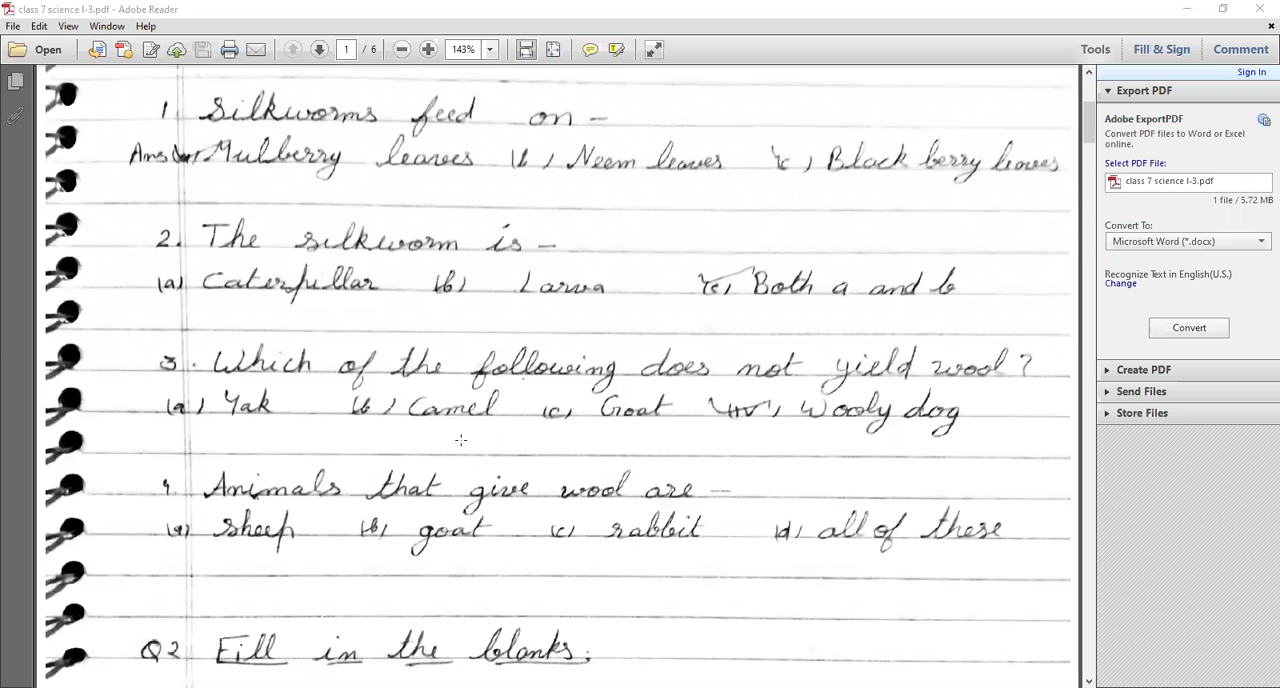 class 7 science l-3.pdf - Adobe Reader
File Edit View Window Help
Open 1 / 6 143% Tools Fill & Sign Comment
Sign In
Export PDF
Adobe ExportPDF
Convert PDF files to Word or Excel
online.
Select PDF File:
class 7 science l-3.pdf
1 file / 5.72 MB
Convert To:
Microsoft Word (*.docx)
Recognize Text in English(U.S.)
Change
Convert
Create PDF
Send Files
Store Files
1. Silkworms feed on -
Ans Mulberry leaves (b) Neem leaves (c) Black berry leaves
2. The silkworm is -
(a) Caterpillar (b) Larva (c) Both a and b
3. Which of the following does not yield wool?
(a) Yak (b) Camel (c) Goat Wooly dog
4. Animals that give wool are -
(a) sheep (b) goat (c) rabbit (d) all of these
Q2 Fill in the blanks;